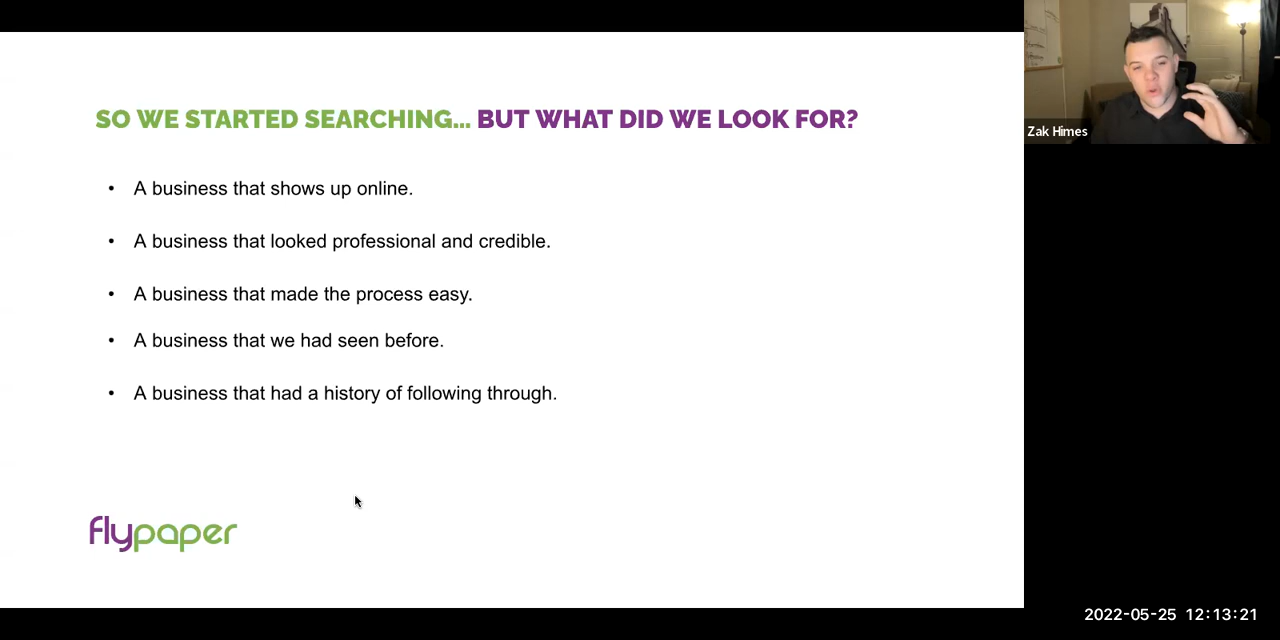 SO WE STARTED SEARCHING... BUT WHAT DID WE LOOK FOR?
• A business that shows up online.
• A business that looked professional and credible.
• A business that made the process easy.
• A business that we had seen before.
• A business that had a history of following through.
flypaper
Zak Himes
2022-05-25 12:13:21